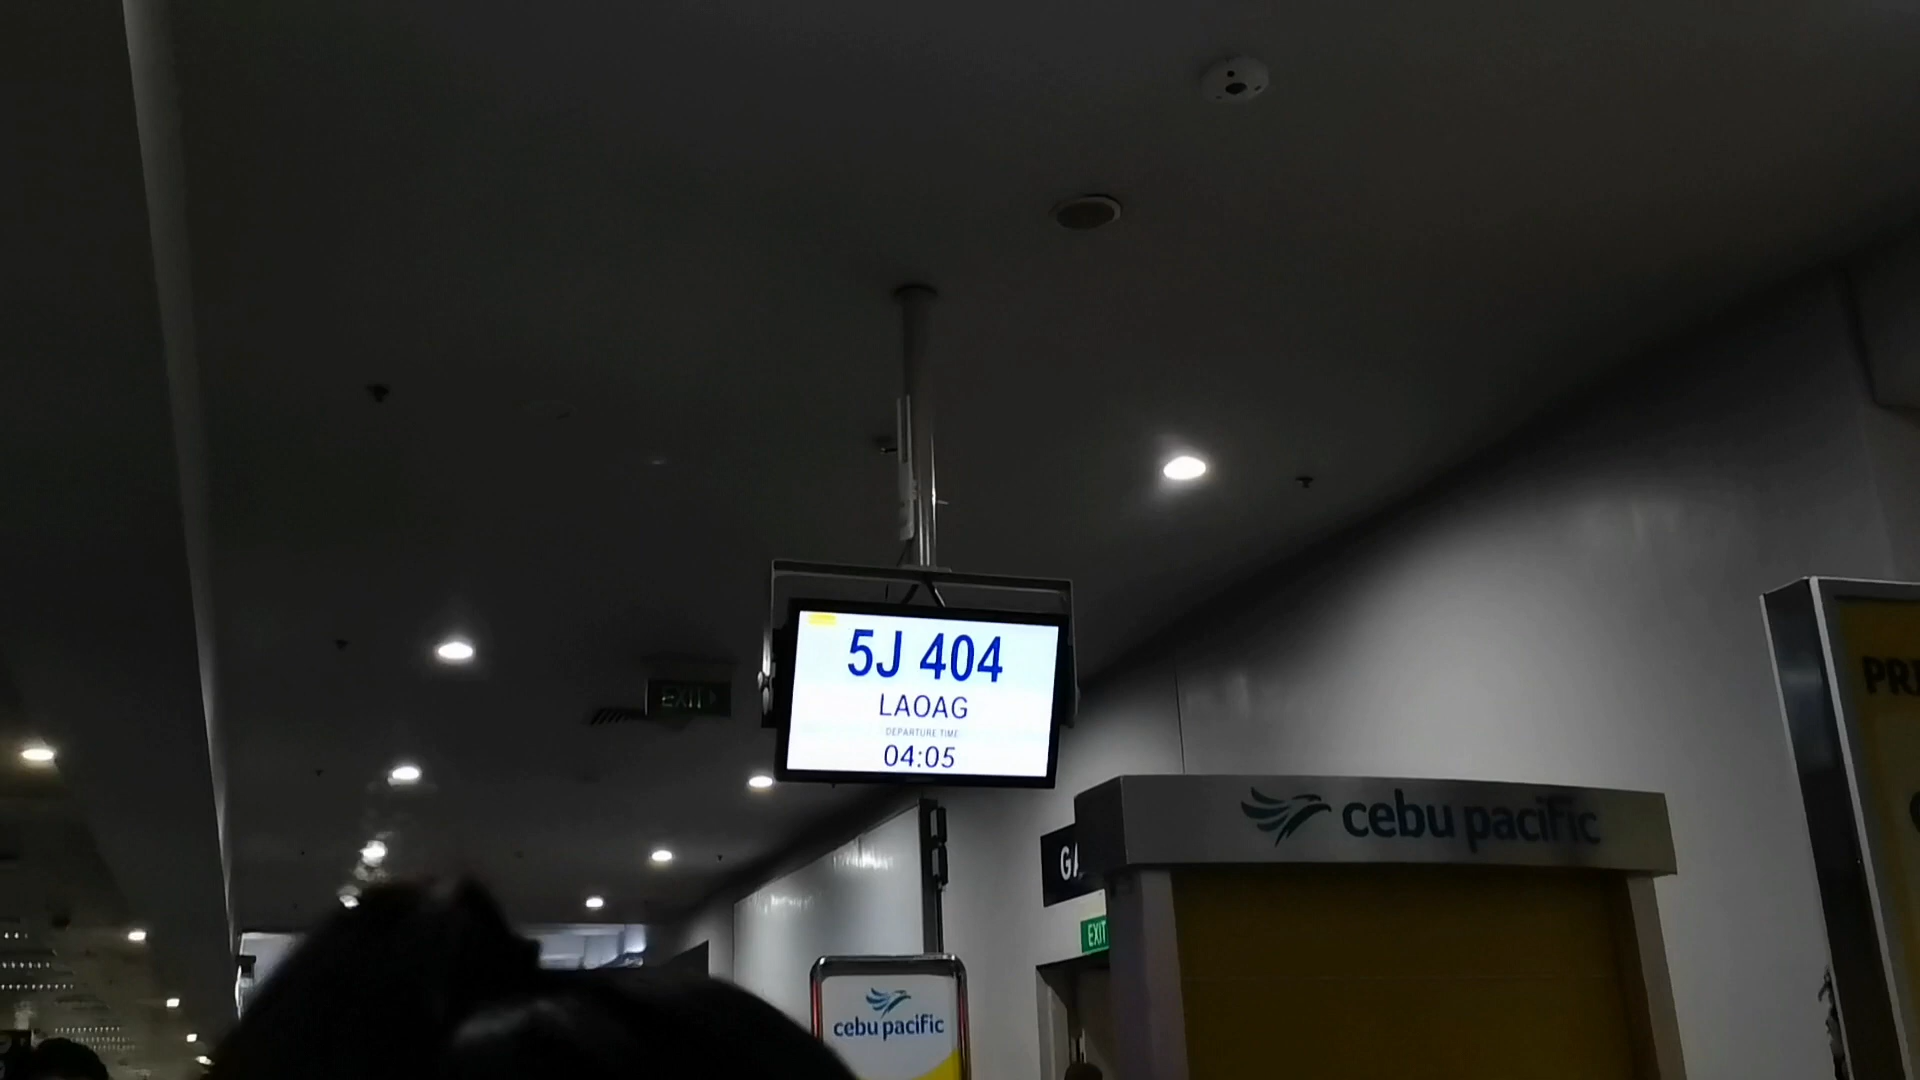 EXIT
5J 404
LAOAG
DEPARTURE TIME
04:05
cebu pacific
EXIT
cebu pacific